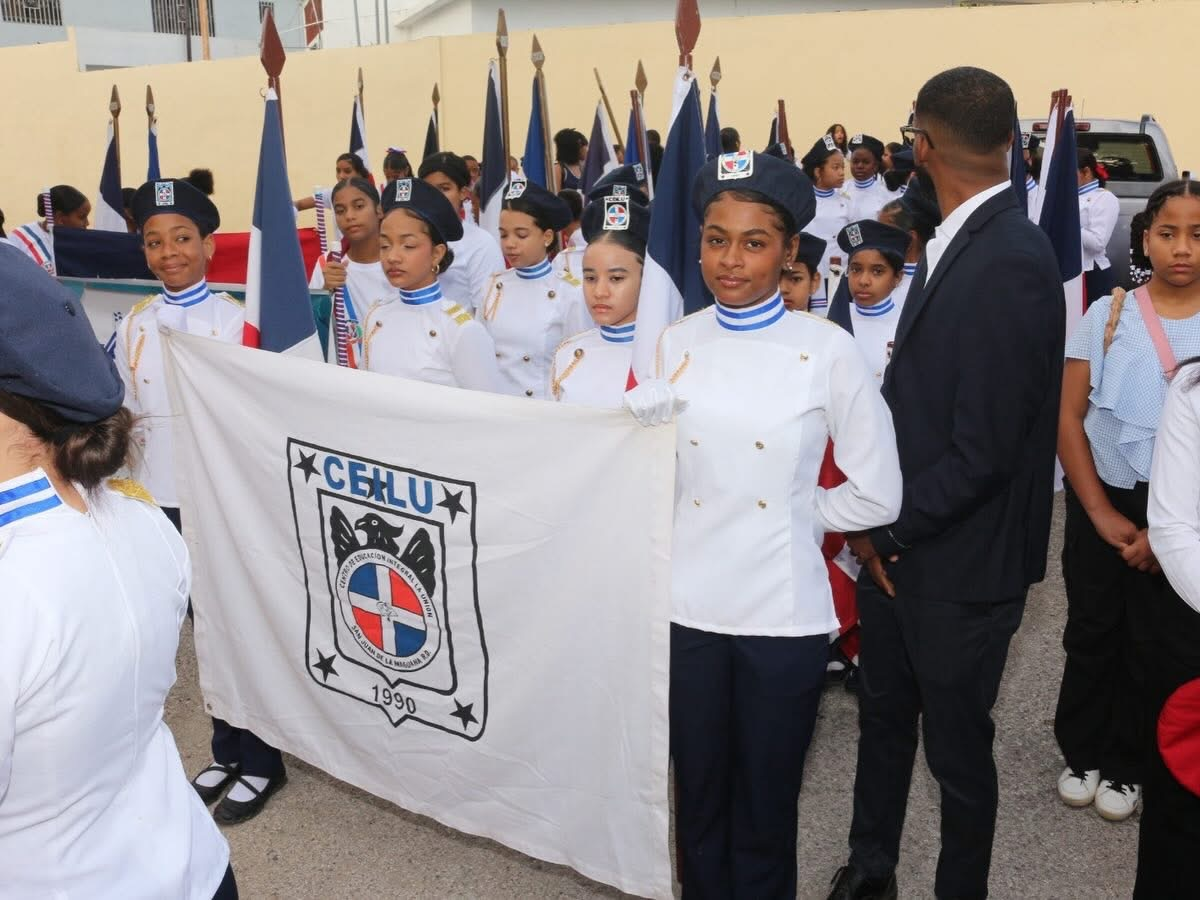 CEILU
CENTRO DE EDUCACION INTEGRAL LA UNION
SAN JUAN DE LA MAGUANA R.D.
1990